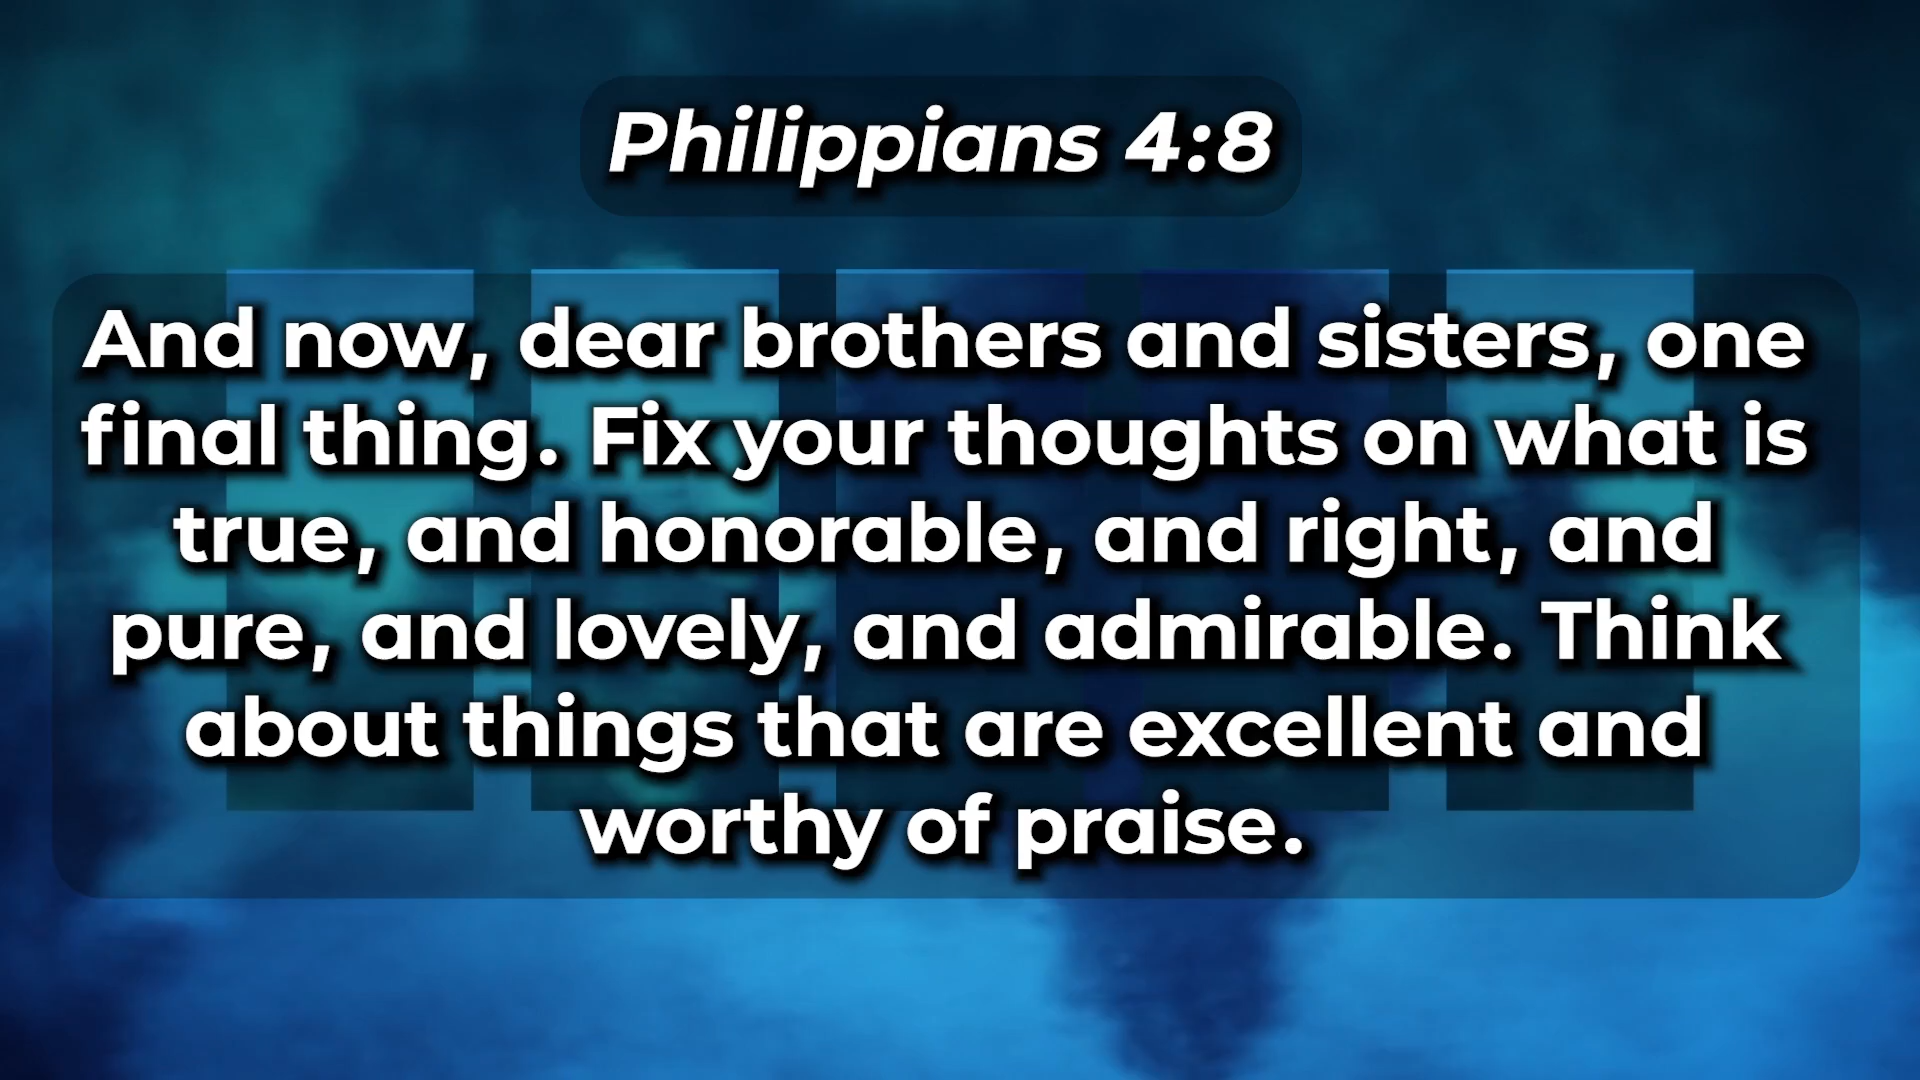 Philippians 4:8
And now, dear brothers and sisters, one
final thing. Fix your thoughts on what is
true, and honorable, and right, and
pure, and lovely, and admirable. Think
about things that are excellent and
worthy of praise.